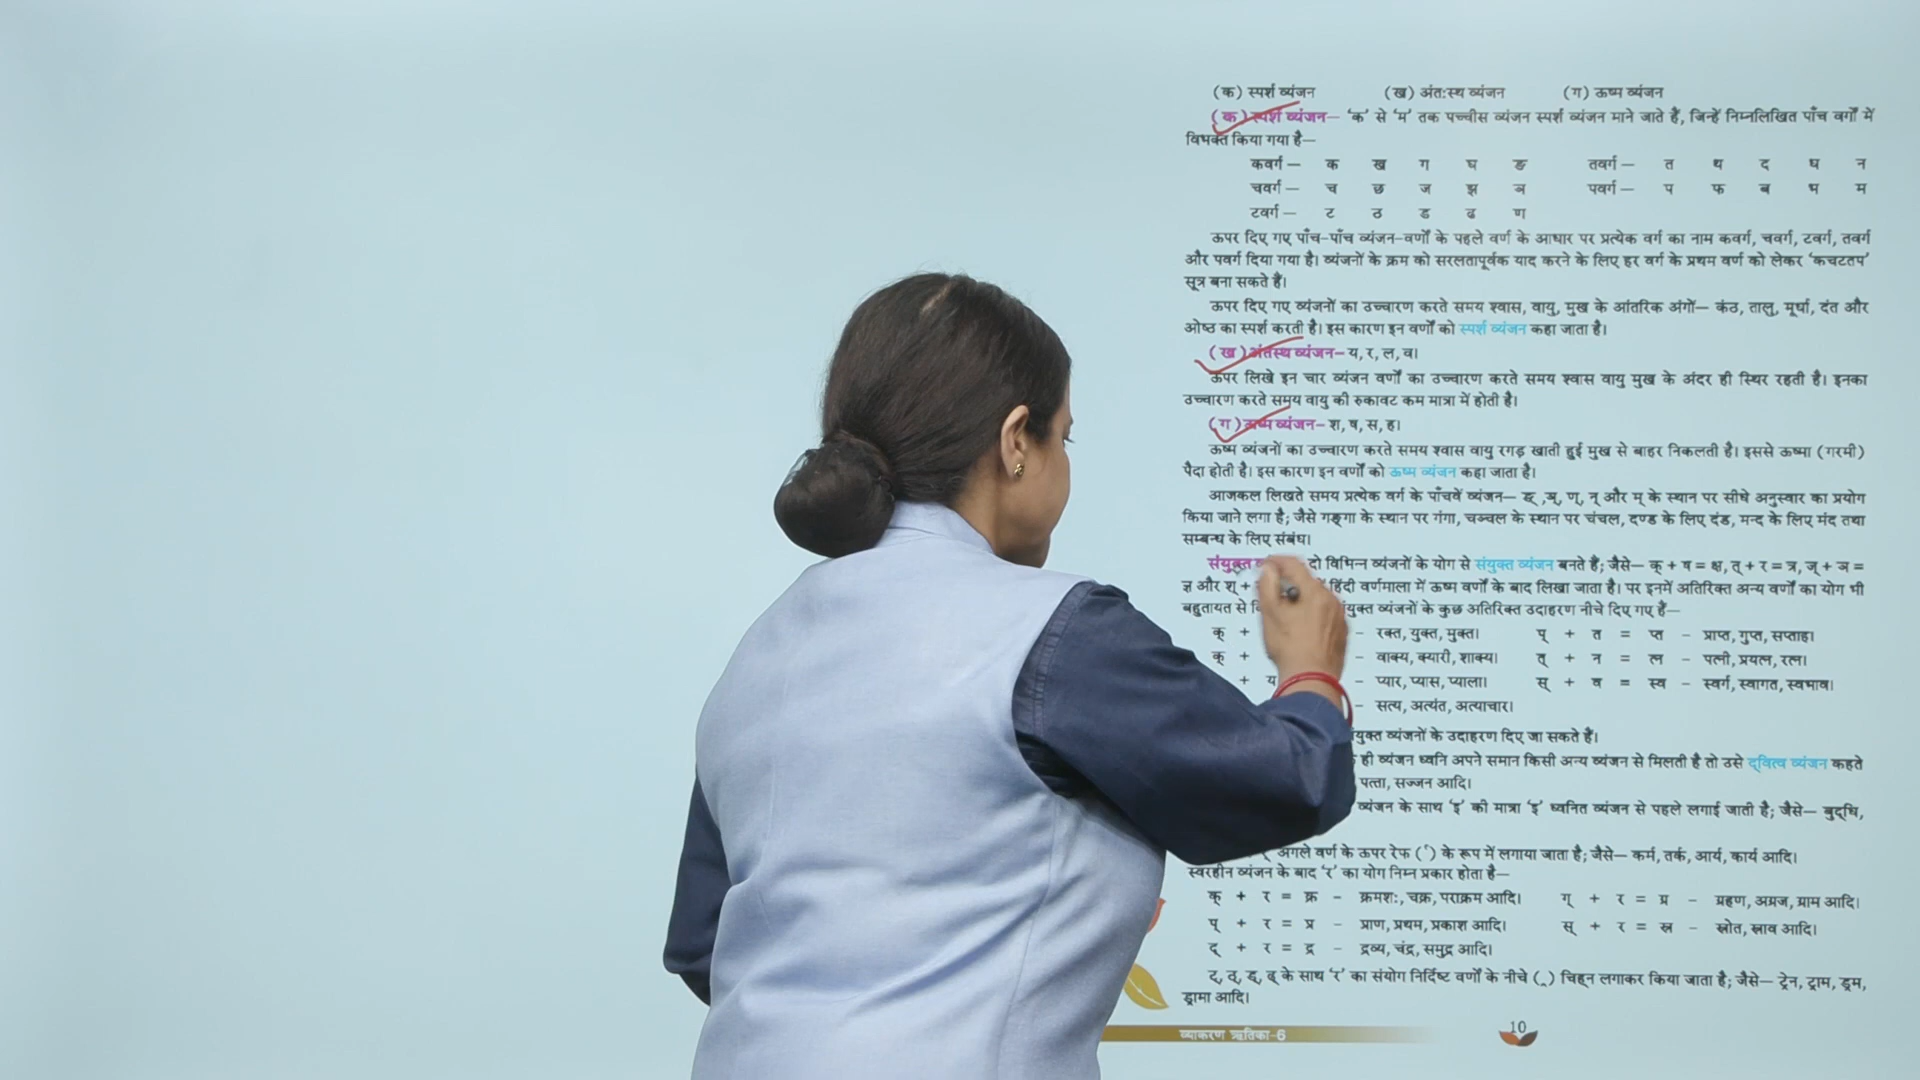 (क) स्पर्श व्यंजन (ख) अंत:स्थ व्यंजन (ग) ऊष्म व्यंजन
(क) स्पर्श व्यंजन— ‘क’ से ‘म’ तक पच्चीस व्यंजन स्पर्श व्यंजन माने जाते हैं, जिन्हें निम्नलिखित पाँच वर्गों में
विभक्त किया गया है—
कवर्ग — क ख ग घ ङ तवर्ग — त थ द ध न
चवर्ग — च छ ज झ ञ पवर्ग — प फ ब भ म
टवर्ग — ट ठ ड ढ ण
ऊपर दिए गए पाँच-पाँच व्यंजन-वर्णों के पहले वर्ण के आधार पर प्रत्येक वर्ग का नाम कवर्ग, चवर्ग, टवर्ग, तवर्ग
और पवर्ग दिया गया है। व्यंजनों के क्रम को सरलतापूर्वक याद करने के लिए हर वर्ग के प्रथम वर्ण को लेकर ‘कचटतप’
सूत्र बना सकते हैं।
ऊपर दिए गए व्यंजनों का उच्चारण करते समय श्वास, वायु, मुख के आंतरिक अंगों— कंठ, तालु, मूर्धा, दंत और
ओष्ठ का स्पर्श करती है। इस कारण इन वर्णों को स्पर्श व्यंजन कहा जाता है।
(ख) अंतस्थ व्यंजन– य, र, ल, व।
ऊपर लिखे इन चार व्यंजन वर्णों का उच्चारण करते समय श्वास वायु मुख के अंदर ही स्थिर रहती है। इनका
उच्चारण करते समय वायु की रुकावट कम मात्रा में होती है।
(ग) ऊष्म व्यंजन– श, ष, स, ह।
ऊष्म व्यंजनों का उच्चारण करते समय श्वास वायु रगड़ खाती हुई मुख से बाहर निकलती है। इससे ऊष्मा (गरमी)
पैदा होती है। इस कारण इन वर्णों को ऊष्म व्यंजन कहा जाता है।
आजकल लिखते समय प्रत्येक वर्ग के पाँचवें व्यंजन— ङ् ,ञ्, ण्, न् और म् के स्थान पर सीधे अनुस्वार का प्रयोग
किया जाने लगा है; जैसे गङ्गा के स्थान पर गंगा, चञ्चल के स्थान पर चंचल, दण्ड के लिए दंड, मन्द के लिए मंद तथा
सम्बन्ध के लिए संबंध।
संयुक्त दो विभिन्न व्यंजनों के योग से संयुक्त व्यंजन बनते हैं; जैसे— क् + ष = क्ष, त् + र = त्र, ज् + ञ =
ज्ञ और श् + हिंदी वर्णमाला में ऊष्म वर्णों के बाद लिखा जाता है। पर इनमें अतिरिक्त अन्य वर्णों का योग भी
बहुतायत से संयुक्त व्यंजनों के कुछ अतिरिक्त उदाहरण नीचे दिए गए हैं—
क् + – रक्त, युक्त, मुक्त। प् + त = प्त – प्राप्त, गुप्त, सप्ताह।
क् + – वाक्य, क्यारी, शाक्य। त् + न = त्न – पत्नी, प्रयत्न, रत्न।
+ य – प्यार, प्यास, प्याला। स् + व = स्व – स्वर्ग, स्वागत, स्वभाव।
– सत्य, अत्यंत, अत्याचार।
व्यंजनों के उदाहरण दिए जा सकते हैं।
ही व्यंजन ध्वनि अपने समान किसी अन्य व्यंजन से मिलती है तो उसे द्वित्व व्यंजन कहते
पत्ता, सज्जन आदि।
व्यंजन के साथ ‘इ’ की मात्रा ‘इ’ ध्वनित व्यंजन से पहले लगाई जाती है; जैसे— बुद्धि,
अगले वर्ण के ऊपर रेफ (र्) के रूप में लगाया जाता है; जैसे— कर्म, तर्क, आर्य, कार्य आदि।
स्वरहीन व्यंजन के बाद ‘र’ का योग निम्न प्रकार होता है—
क् + र = क्र – क्रमश:, चक्र, पराक्रम आदि। ग् + र = ग्र – ग्रहण, अग्रज, ग्राम आदि।
प् + र = प्र – प्राण, प्रथम, प्रकाश आदि। स् + र = स्र – स्रोत, स्राव आदि।
द् + र = द्र – द्रव्य, चंद्र, समुद्र आदि।
ट्, ठ्, ड्, ढ् के साथ ‘र’ का संयोग निर्दिष्ट वर्णों के नीचे (‸) चिह्न लगाकर किया जाता है; जैसे— ट्रेन, ट्राम, ड्रम,
ड्रामा आदि।
व्याकरण ऋतिका-6 10